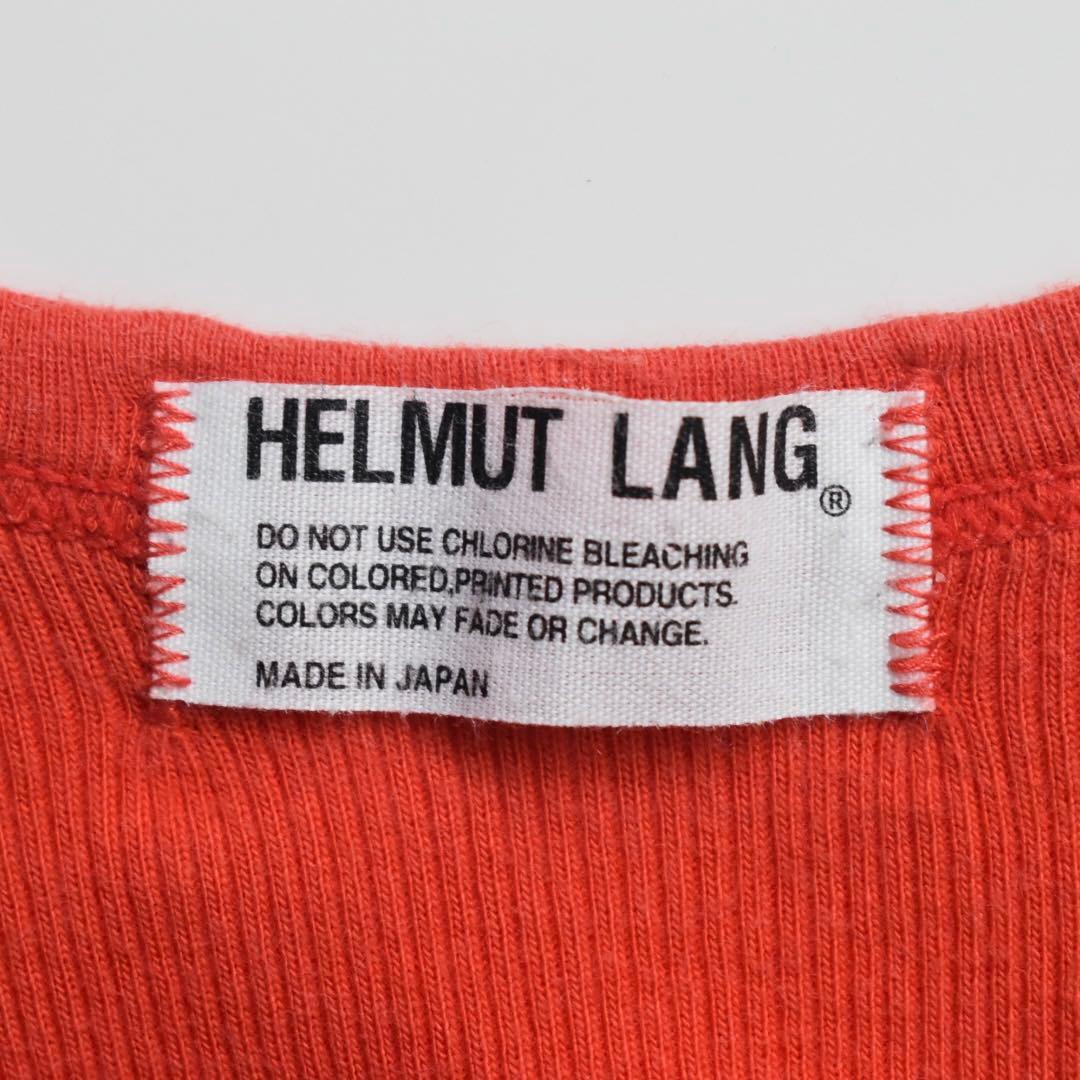 HELMUT LANG®
DO NOT USE CHLORINE BLEACHING
ON COLORED,PRINTED PRODUCTS.
COLORS MAY FADE OR CHANGE.
MADE IN JAPAN